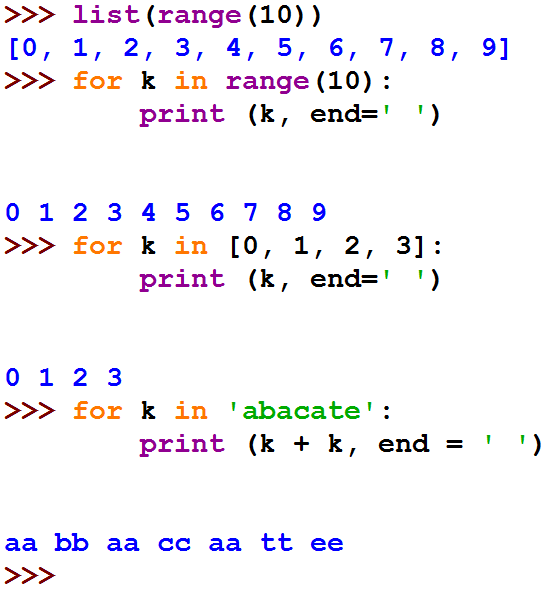 >>> list(range(10))
[0, 1, 2, 3, 4, 5, 6, 7, 8, 9]
>>> for k in range(10):
        print (k, end=' ')
0 1 2 3 4 5 6 7 8 9
>>> for k in [0, 1, 2, 3]:
        print (k, end=' ')
0 1 2 3
>>> for k in 'abacate':
        print (k + k, end = ' ')
aa bb aa cc aa tt ee
>>>